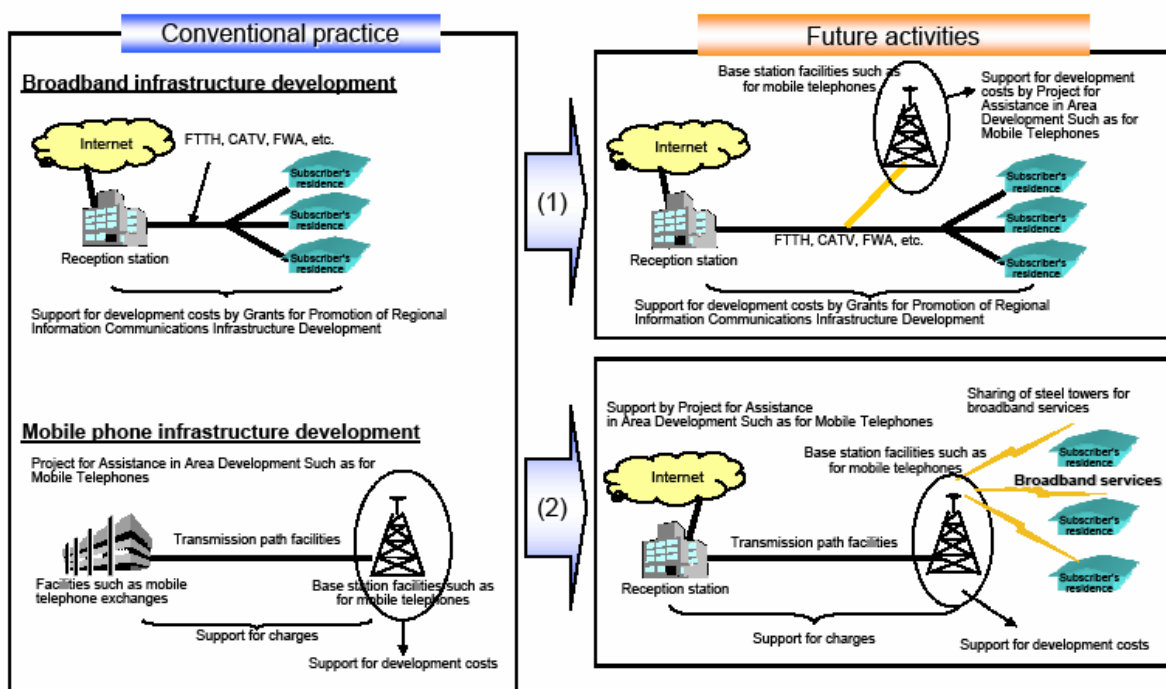 Conventional practice
Broadband infrastructure development
Internet
FTTH, CATV, FWA, etc.
Subscriber's
residence
Subscriber's
residence
Subscriber's
residence
Reception station
Support for development costs by Grants for Promotion of Regional
Information Communications Infrastructure Development
Mobile phone infrastructure development
Project for Assistance in Area Development Such as for
Mobile Telephones
Transmission path facilities
Facilities such as mobile
telephone exchanges
Base station facilities such as
for mobile telephones
Support for charges
Support for development costs
(1)
(2)
Future activities
Base station facilities such as
for mobile telephones
Support for development
costs by Project for
Assistance in Area
Development Such as for
Mobile Telephones
Internet
Subscriber's
residence
Subscriber's
residence
Subscriber's
residence
FTTH, CATV, FWA, etc.
Reception station
Support for development costs by Grants for Promotion of Regional
Information Communications Infrastructure Development
Support by Project for Assistance
in Area Development Such as for Mobile Telephones
Sharing of steel towers for
broadband services
Base station facilities such as
for mobile telephones
Internet
Subscriber's
residence
Broadband services
Subscriber's
residence
Subscriber's
residence
Transmission path facilities
Reception station
Support for charges
Support for development costs